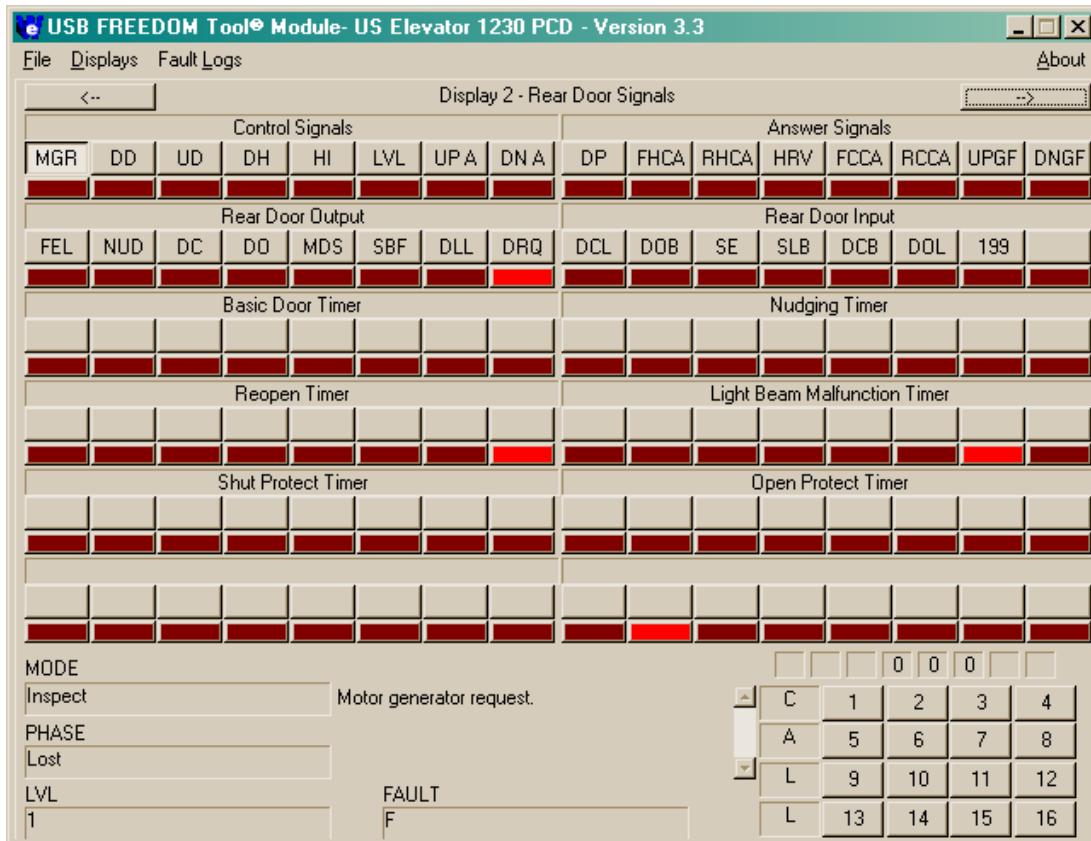 USB FREEDOM Tool® Module- US Elevator 1230 PCD - Version 3.3
File Displays Fault Logs About
<-- Display 2 - Rear Door Signals -->
Control Signals Answer Signals
MGR DD UD DH HI LVL UP A DN A DP FHCA RHCA HRV FCCA RCCA UPGF DNGF
Rear Door Output Rear Door Input
FEL NUD DC DO MDS SBF DLL DRQ DCL DOB SE SLB DCB DOL 199
Basic Door Timer Nudging Timer
Reopen Timer Light Beam Malfunction Timer
Shut Protect Timer Open Protect Timer
MODE 0 0 0
Inspect Motor generator request. C 1 2 3 4
PHASE A 5 6 7 8
Lost L 9 10 11 12
LVL FAULT
1 F L 13 14 15 16